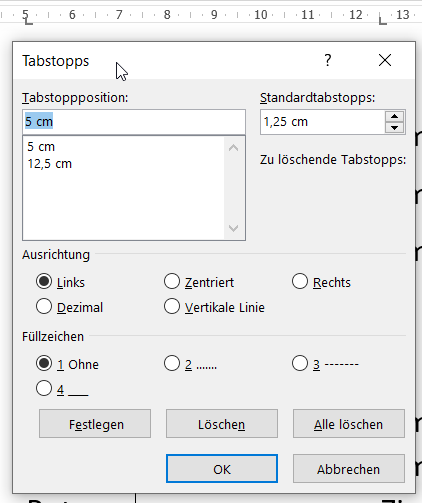 5 · 6 · 7 · 8 · 9 · 10 · 11 · 12 · 13
Tabstopps ?
Tabstoppposition: Standardtabstopps:
5 cm 1,25 cm
5 cm
12,5 cm
Zu löschende Tabstopps:
Ausrichtung
Links Zentriert Rechts
Dezimal Vertikale Linie
Füllzeichen
1 Ohne 2 ....... 3 -------
4 ___
Festlegen Löschen Alle löschen
OK Abbrechen